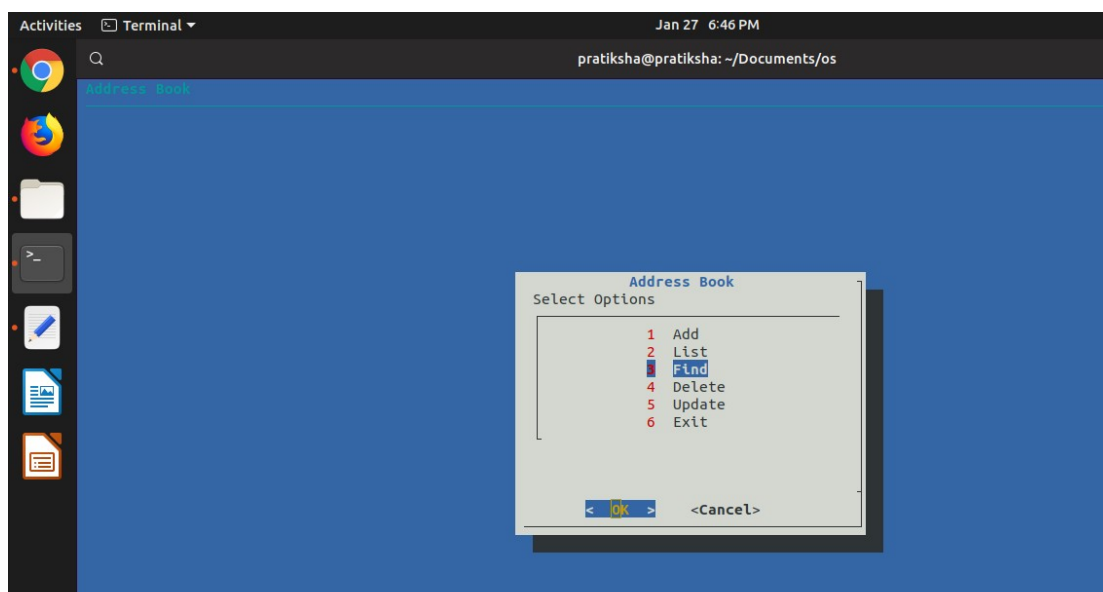 Activities Terminal Jan 27 6:46 PM
pratiksha@pratiksha: ~/Documents/os
Address Book
Address Book
Select Options
1 Add
2 List
3 Find
4 Delete
5 Update
6 Exit
< OK > <Cancel>